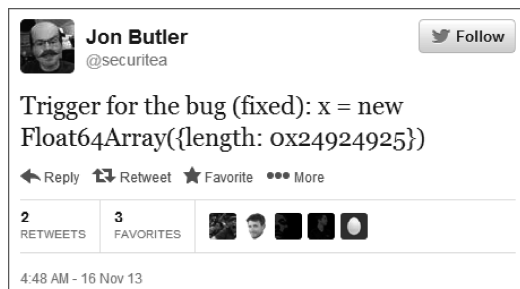 Jon Butler
@securitea
Follow
Trigger for the bug (fixed): x = new
Float64Array({length: 0x24924925})
Reply Retweet Favorite More
2 3
RETWEETS FAVORITES
4:48 AM - 16 Nov 13